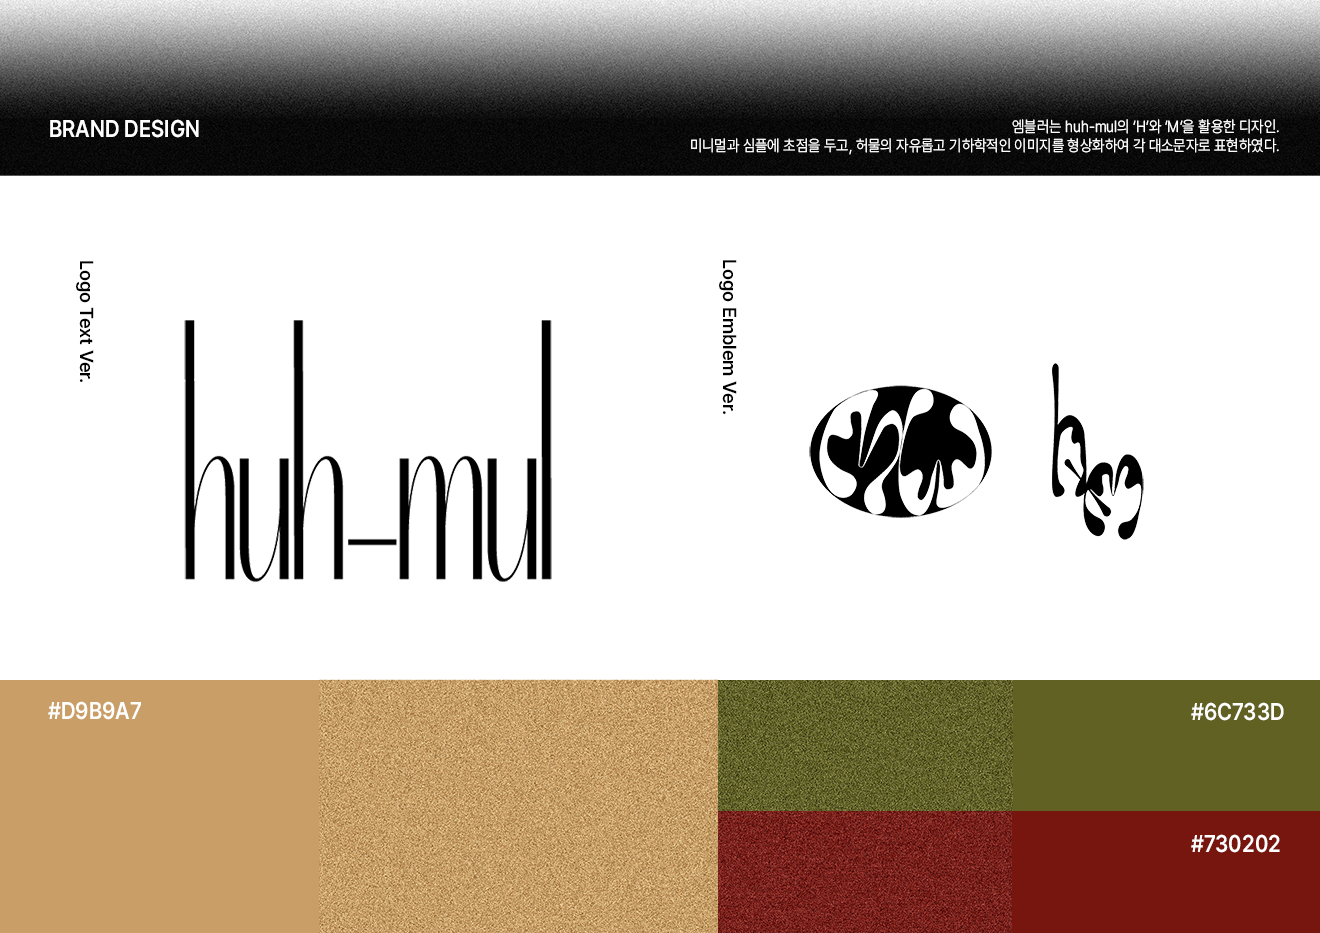 BRAND DESIGN
엠블러는 huh-mul의 'H'와 'M'을 활용한 디자인.
미니멀과 심플에 초점을 두고, 허물의 자유롭고 기하학적인 이미지를 형상화하여 각 대소문자로 표현하였다.
Logo Text Ver.
huh-mul
Logo Emblem Ver.
HM
hm
#D9B9A7
#6C733D
#730202